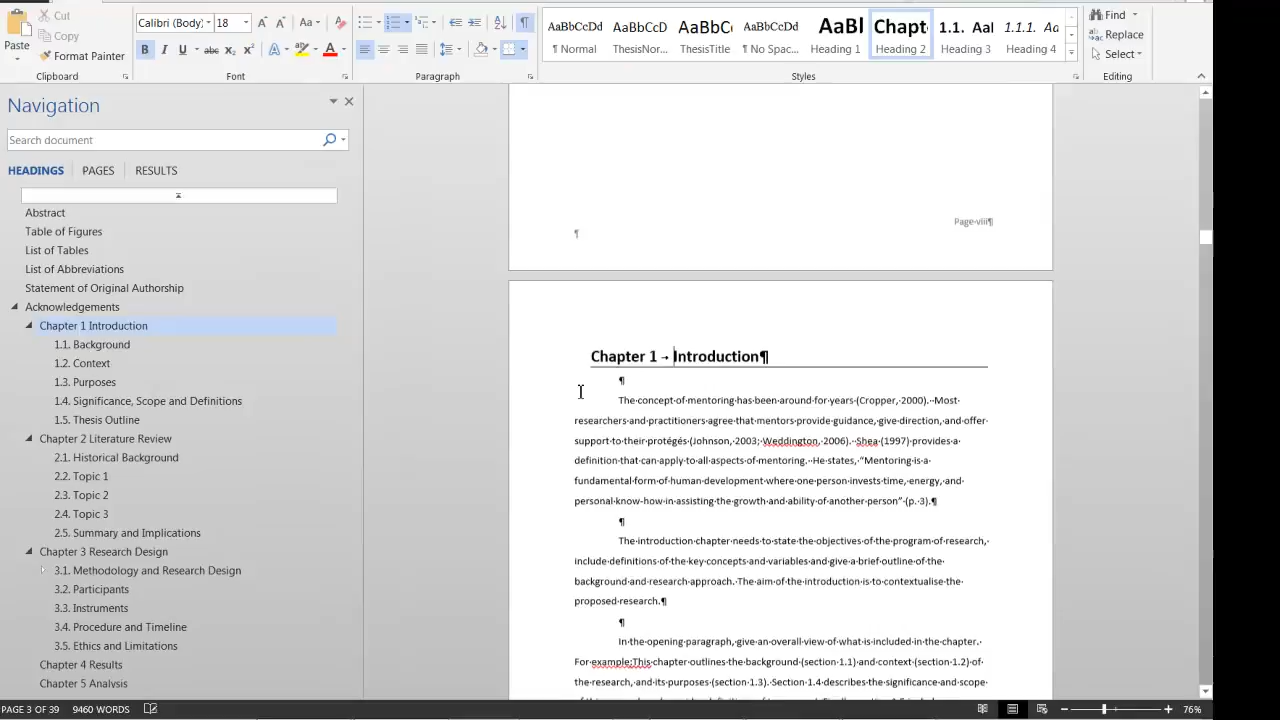 Cut
Copy
Format Painter
Paste
Clipboard
Calibri (Body) 18
Aa
B I U abc x₂ x² A A
Font
Paragraph
AaBbCcDd AaBbCcD AaBb AaBbCcDd AaBl Chapt 1.1. Aal 1.1.1. Aa
¶ Normal ThesisNor... ThesisTitle ¶ No Spac... Heading 1 Heading 2 Heading 3 Heading 4
Styles
Find
Replace
Select
Editing
Navigation
Search document
HEADINGS PAGES RESULTS
Abstract
Table of Figures
List of Tables
List of Abbreviations
Statement of Original Authorship
Acknowledgements
Chapter 1 Introduction
1.1. Background
1.2. Context
1.3. Purposes
1.4. Significance, Scope and Definitions
1.5. Thesis Outline
Chapter 2 Literature Review
2.1. Historical Background
2.2. Topic 1
2.3. Topic 2
2.4. Topic 3
2.5. Summary and Implications
Chapter 3 Research Design
3.1. Methodology and Research Design
3.2. Participants
3.3. Instruments
3.4. Procedure and Timeline
3.5. Ethics and Limitations
Chapter 4 Results
Chapter 5 Analysis
Page·viii¶
¶
Chapter 1 → Introduction¶
¶
The·concept·of·mentoring·has·been·around·for·years·(Cropper,·2000).··Most·
researchers·and·practitioners·agree·that·mentors·provide·guidance,·give·direction,·and·offer·
support·to·their·protégés·(Johnson,·2003;·Weddington,·2006).··Shea·(1997)·provides·a·
definition·that·can·apply·to·all·aspects·of·mentoring.··He·states,·“Mentoring·is·a·
fundamental·form·of·human·development·where·one·person·invests·time,·energy,·and·
personal·know-how·in·assisting·the·growth·and·ability·of·another·person”·(p.·3).¶
¶
The·introduction·chapter·needs·to·state·the·objectives·of·the·program·of·research,·
include·definitions·of·the·key·concepts·and·variables·and·give·a·brief·outline·of·the·
background·and·research·approach.·The·aim·of·the·introduction·is·to·contextualise·the·
proposed·research.¶
¶
In·the·opening·paragraph,·give·an·overall·view·of·what·is·included·in·the·chapter.·
For·example;This·chapter·outlines·the·background·(section·1.1)·and·context·(section·1.2)·of·
the·research,·and·its·purposes·(section·1.3).·Section·1.4·describes·the·significance·and·scope·
PAGE 3 OF 39 9460 WORDS
76%